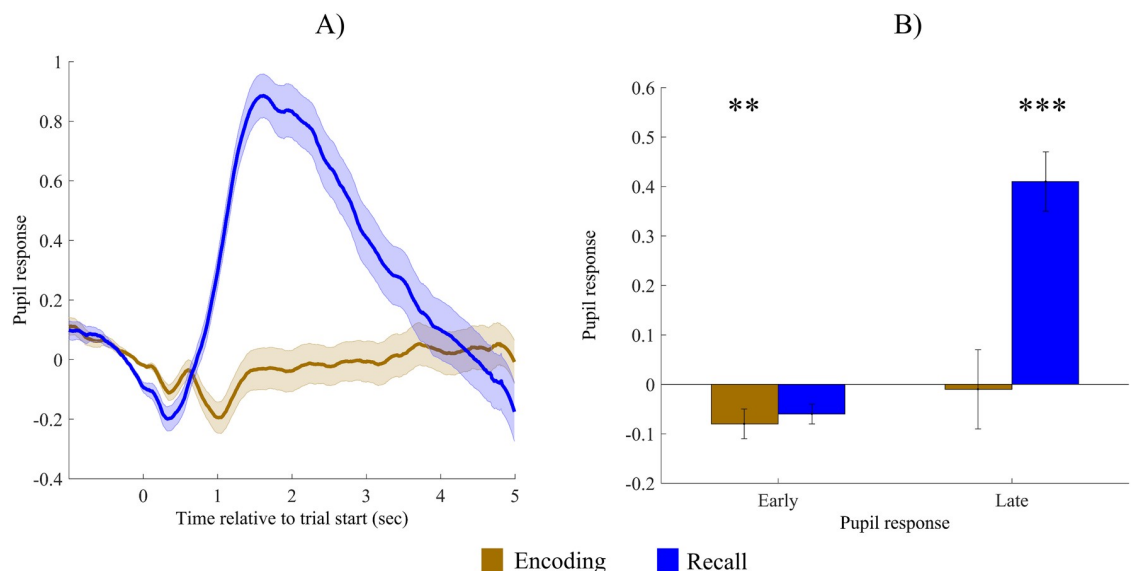 A)
B)
1
0.8
0.6
0.4
0.2
0
-0.2
-0.4
Pupil response
0
1
2
3
4
5
Time relative to trial start (sec)
0.6
0.5
0.4
0.3
0.2
0.1
0
-0.1
-0.2
Pupil response
**
***
Early
Late
Pupil response
Encoding
Recall